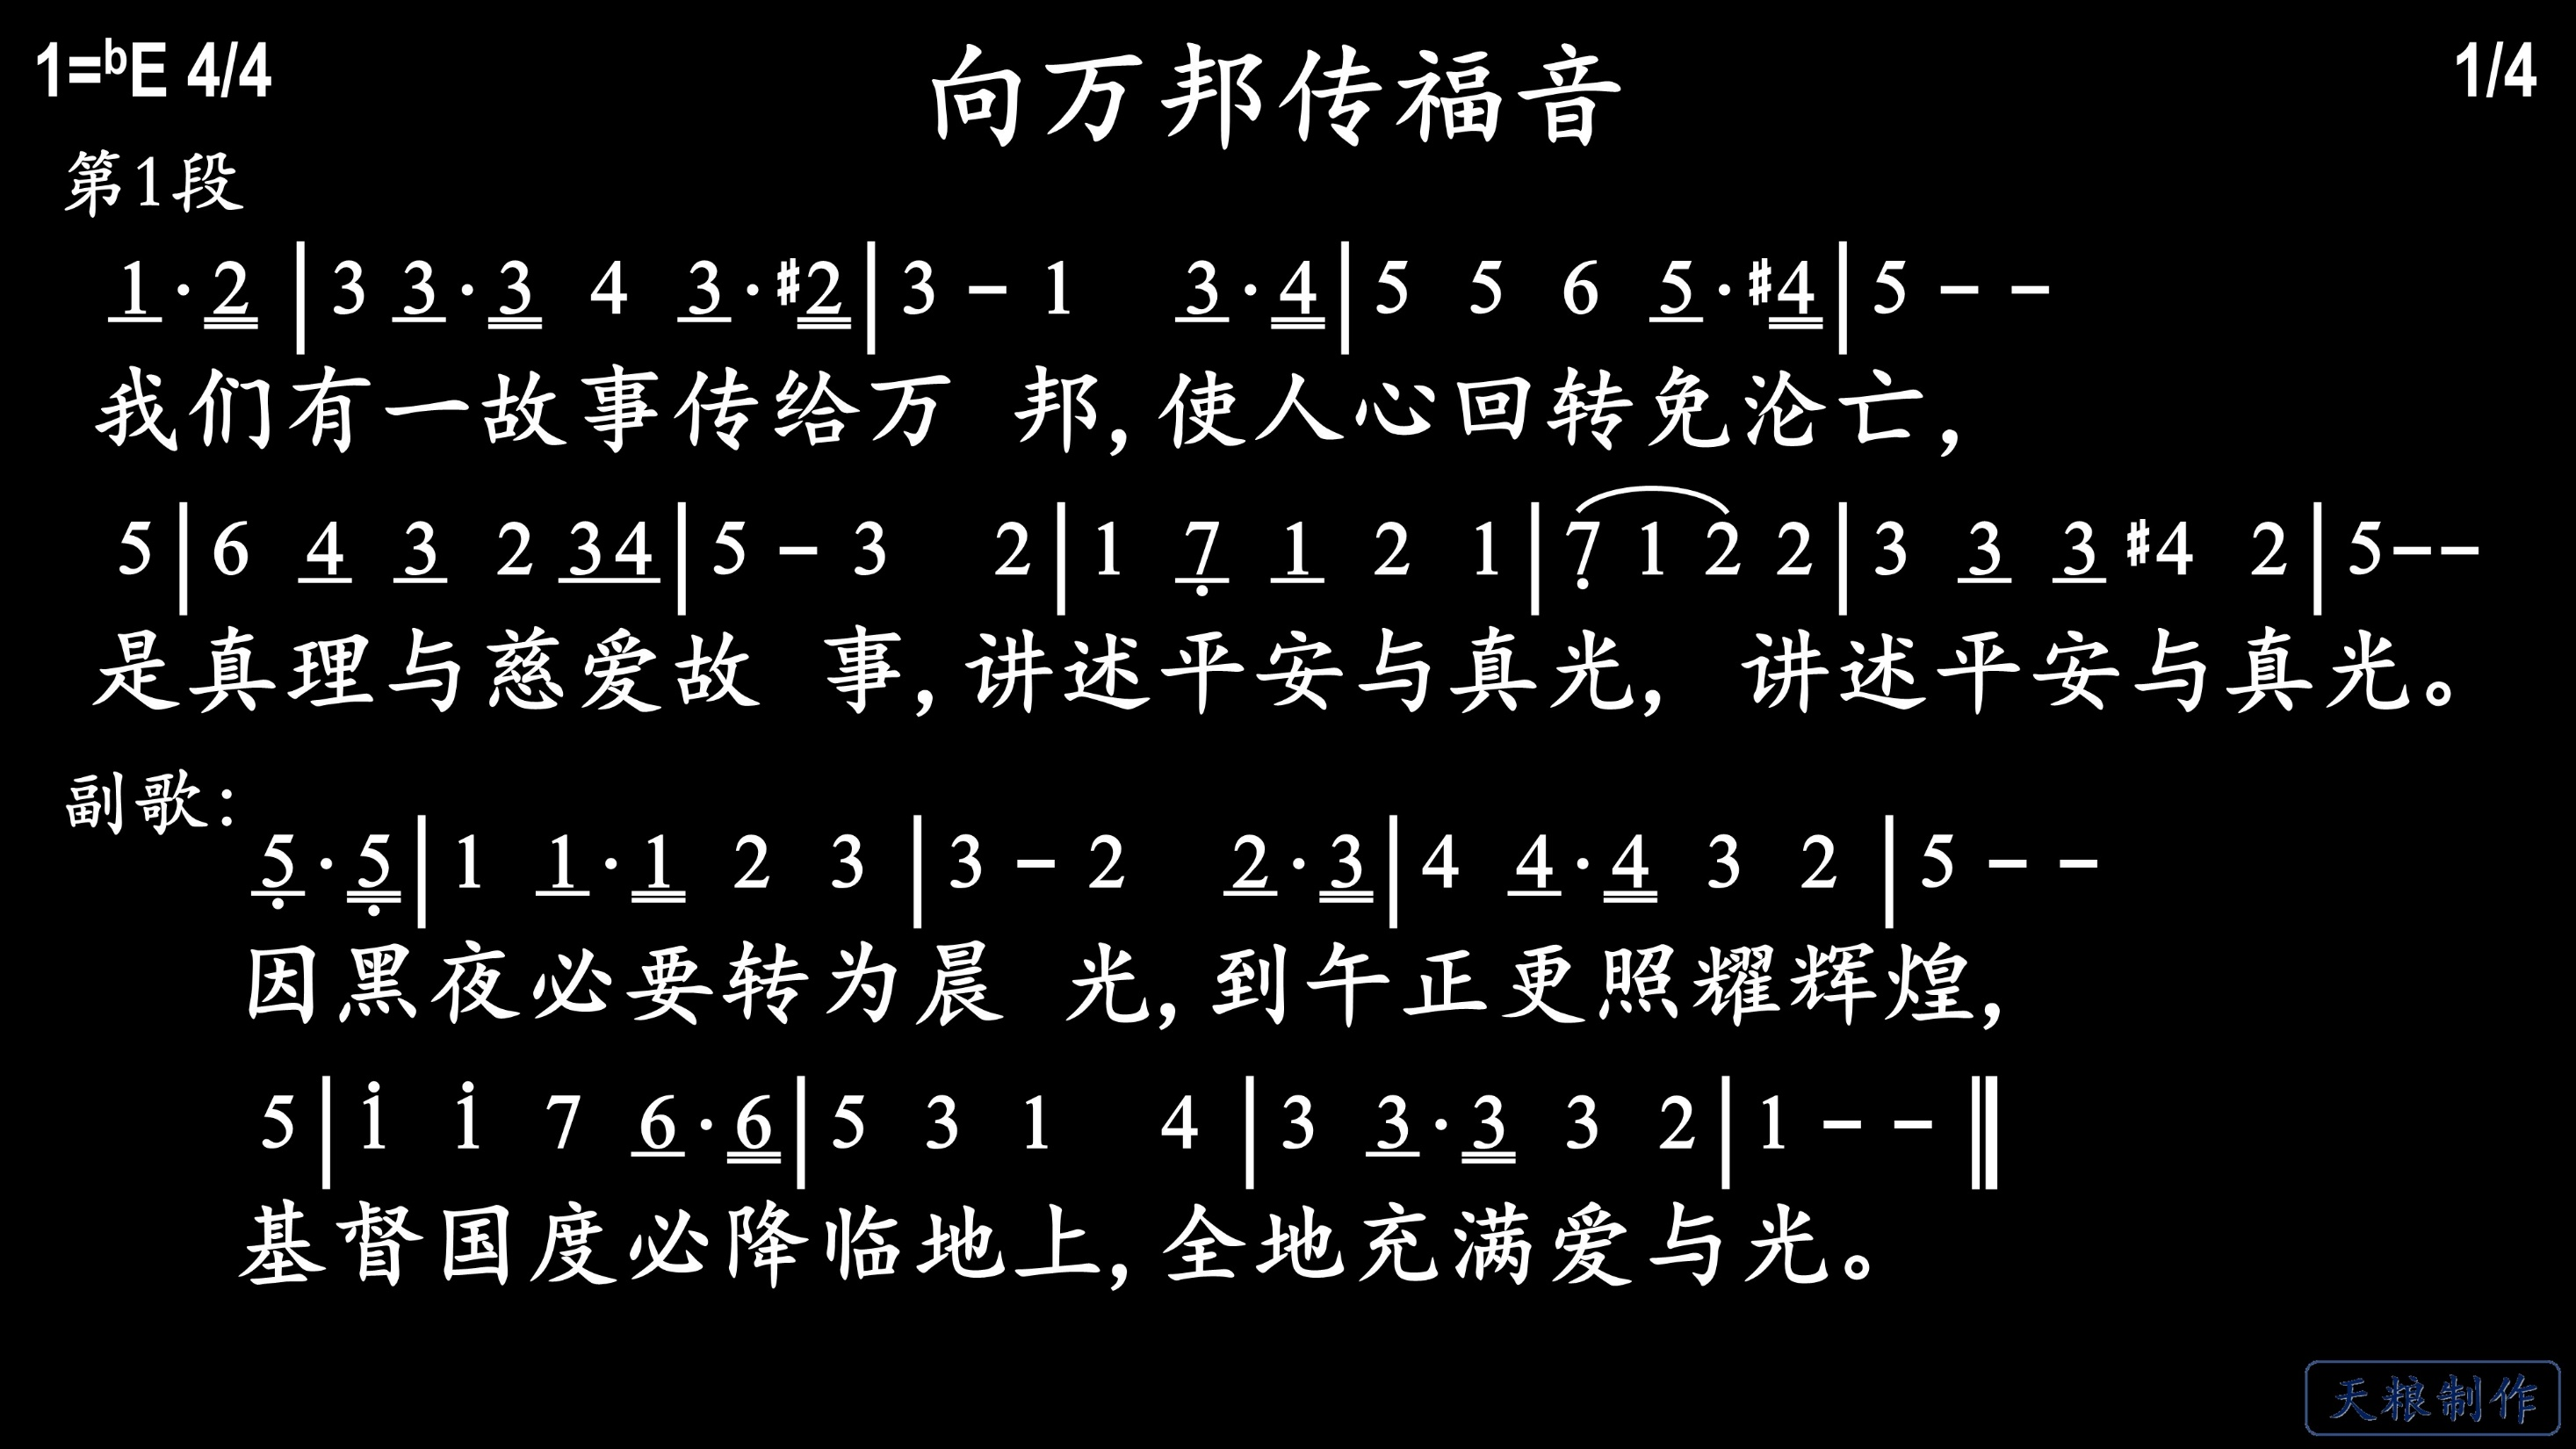 1=ᵇE 4/4 向万邦传福音 1/4
第1段
1·2 | 3 3·3 4 3·#2 | 3 – 1 3·4 | 5 5 6 5·#4 | 5 – –
我们有一故事传给万 邦,使人心回转免沦亡,
5 | 6 4 3 2 34 | 5 – 3 2 | 1 7̣ 1 2 1 | 7̣ 1 2 2 | 3 3 3 #4 2 | 5 – –
是真理与慈爱故 事,讲述平安与真光, 讲述平安与真光。
副歌:
5̣·5̣ | 1 1·1 2 3 | 3 – 2 2·3 | 4 4·4 3 2 | 5 – –
因黑夜必要转为晨 光,到午正更照耀辉煌,
5 | 1̇ 1̇ 7 6·6 | 5 3 1 4 | 3 3·3 3 2 | 1 – – ‖
基督国度必降临地上,全地充满爱与光。
天粮制作